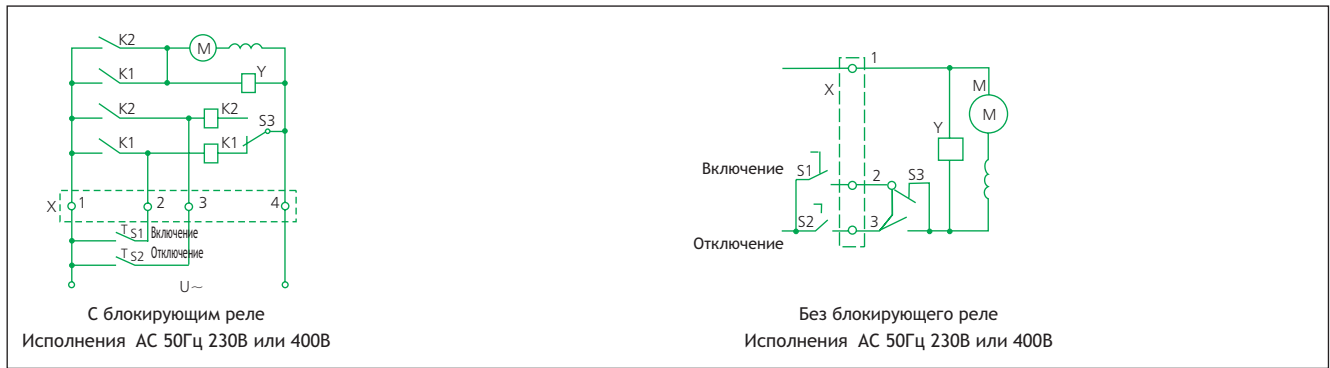 K2
M
K1
Y
K2
K2
S3
K1
K1
X
1
2
3
4
T S1 Включение
T S2 Отключение
U~
С блокирующим реле
Исполнения АС 50Гц 230В или 400В
1
X
M
M
Y
Включение
S1
2
S3
S2
3
Отключение
Без блокирующего реле
Исполнения АС 50Гц 230В или 400В